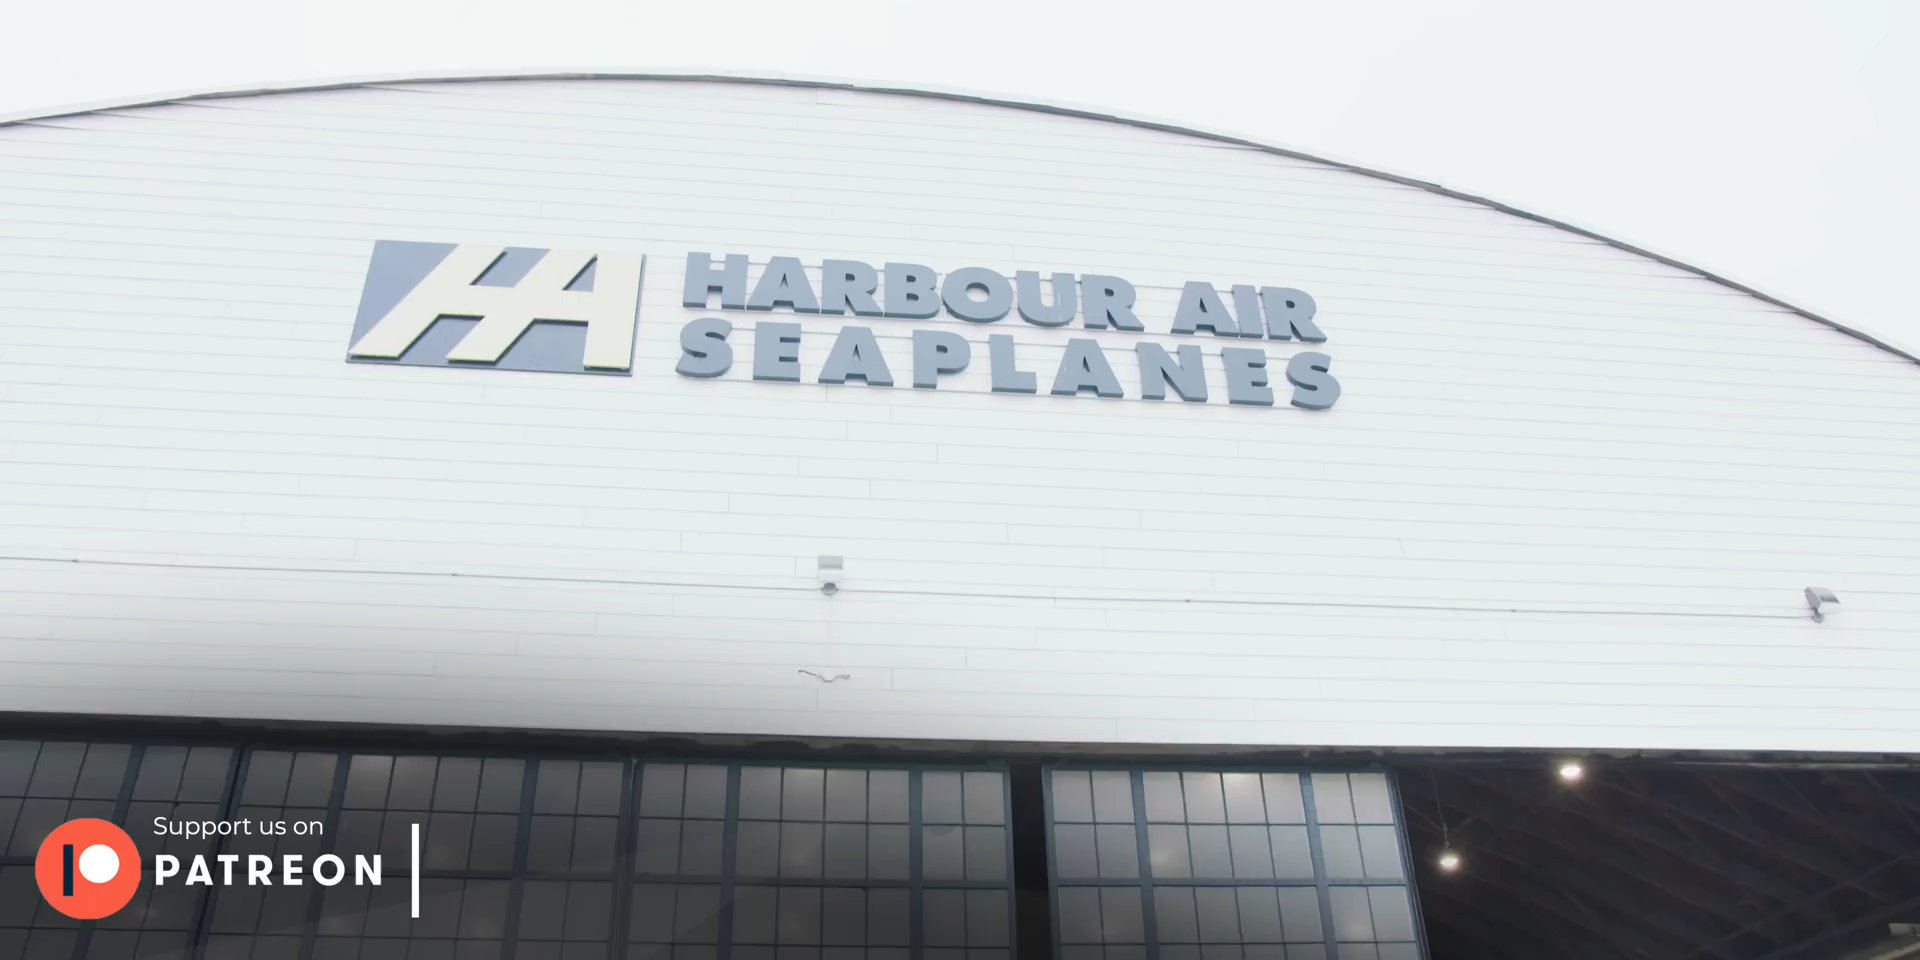 HA
HARBOUR AIR
SEAPLANES
Support us on
PATREON